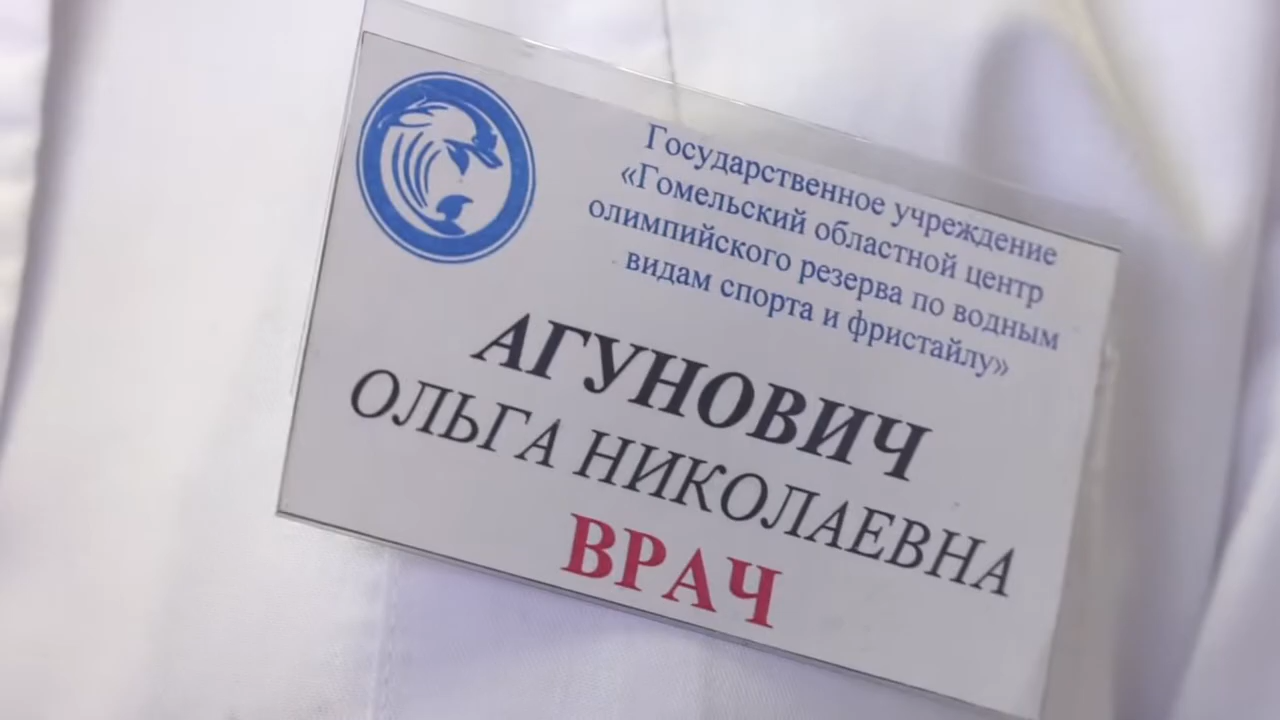 Государственное учреждение
«Гомельский областной центр
олимпийского резерва по водным
видам спорта и фристайлу»
АГУНОВИЧ
ОЛЬГА НИКОЛАЕВНА
ВРАЧ